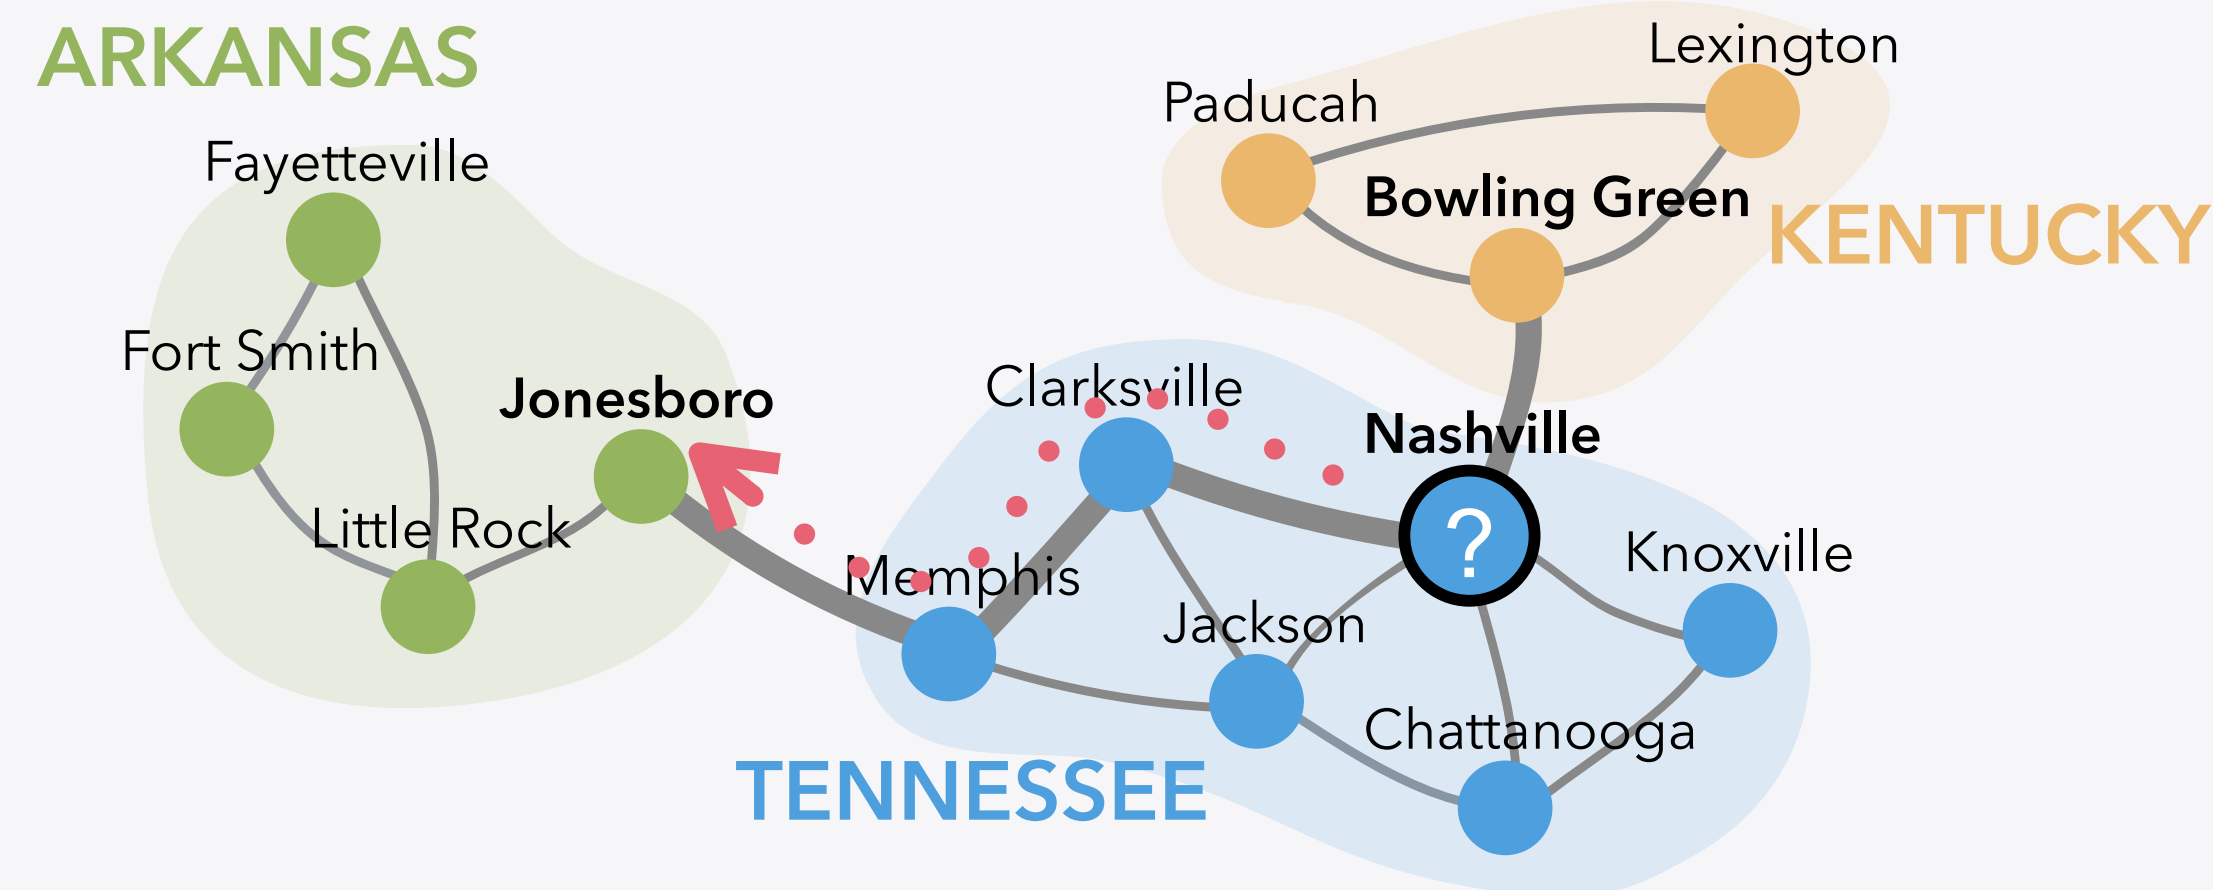 ARKANSAS
Fayetteville
Fort Smith
Jonesboro
Little Rock
Lexington
Paducah
Bowling Green
KENTUCKY
Clarksville
Nashville
?
Memphis
Knoxville
Jackson
Chattanooga
TENNESSEE